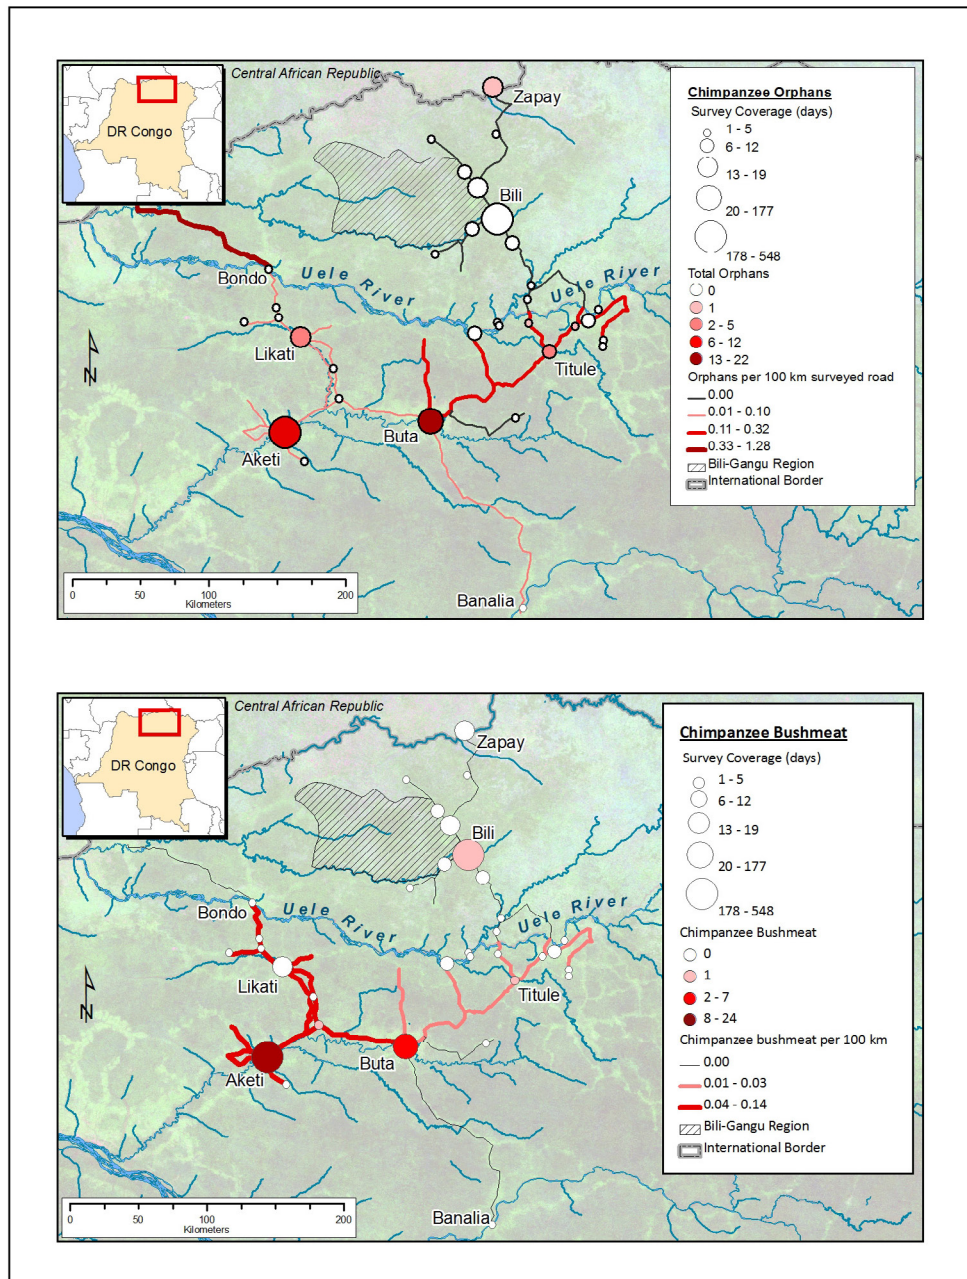 Central African Republic
DR Congo
Zapay
Bili
Uele River
Uele River
Bondo
Likati
Titule
N
Buta
Aketi
Banalia
0 50 100 200
Kilometers
Chimpanzee Orphans
Survey Coverage (days)
1 - 5
6 - 12
13 - 19
20 - 177
178 - 548
Total Orphans
0
1
2 - 5
6 - 12
13 - 22
Orphans per 100 km surveyed road
0.00
0.01 - 0.10
0.11 - 0.32
0.33 - 1.28
Bili-Gangu Region
International Border
Central African Republic
DR Congo
Zapay
Bili
Uele River
Uele River
Bondo
Likati
Titule
N
Buta
Aketi
Banalia
0 50 100 200
Kilometers
Chimpanzee Bushmeat
Survey Coverage (days)
1 - 5
6 - 12
13 - 19
20 - 177
178 - 548
Chimpanzee Bushmeat
0
1
2 - 7
8 - 24
Chimpanzee bushmeat per 100 km
0.00
0.01 - 0.03
0.04 - 0.14
Bili-Gangu Region
International Border